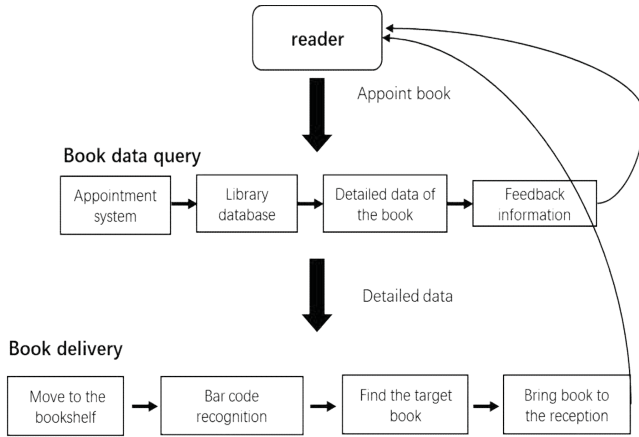 reader
Appoint book
Book data query
Appointment
system
Library
database
Detailed data of
the book
Feedback
information
Detailed data
Book delivery
Move to the
bookshelf
Bar code
recognition
Find the target
book
Bring book to
the reception